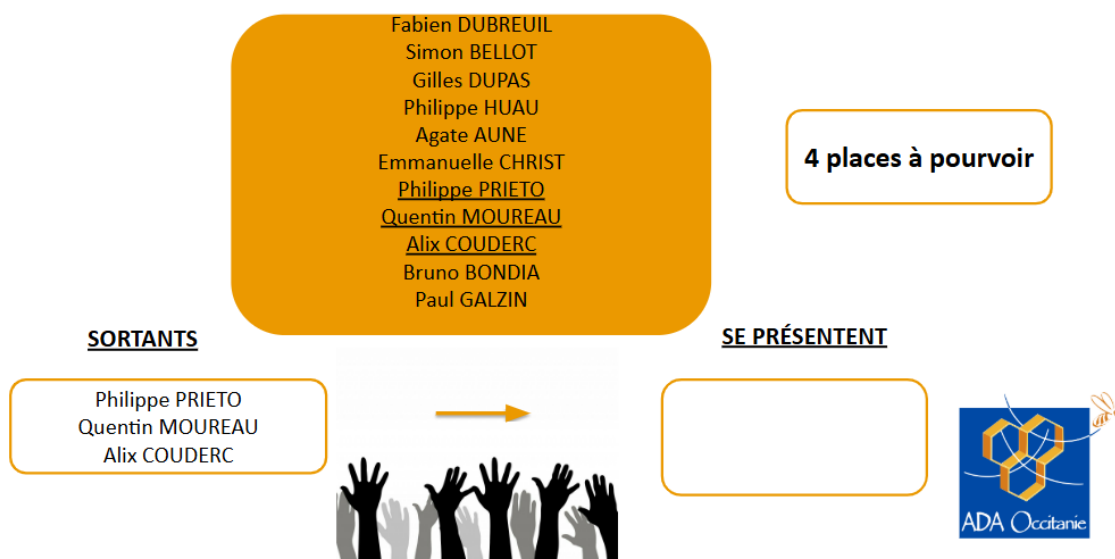 Fabien DUBREUIL
Simon BELLOT
Gilles DUPAS
Philippe HUAU
Agate AUNE
Emmanuelle CHRIST
Philippe PRIETO
Quentin MOUREAU
Alix COUDERC
Bruno BONDIA
Paul GALZIN
4 places à pourvoir
SORTANTS
Philippe PRIETO
Quentin MOUREAU
Alix COUDERC
SE PRÉSENTENT
ADA Occitanie